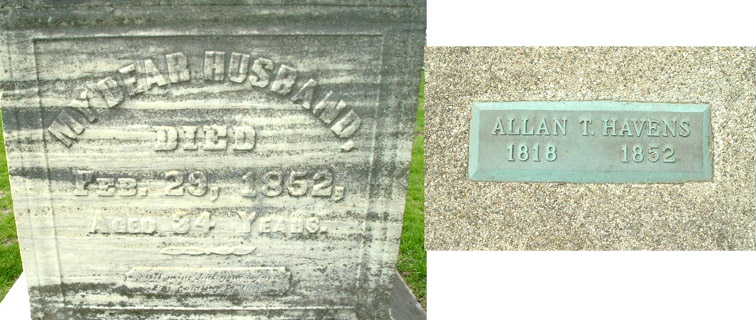 MY DEAR HUSBAND.
DIED
FEB. 29, 1852,
AGED 34 YEARS.
ALLAN T. HAVENS
1818 1852